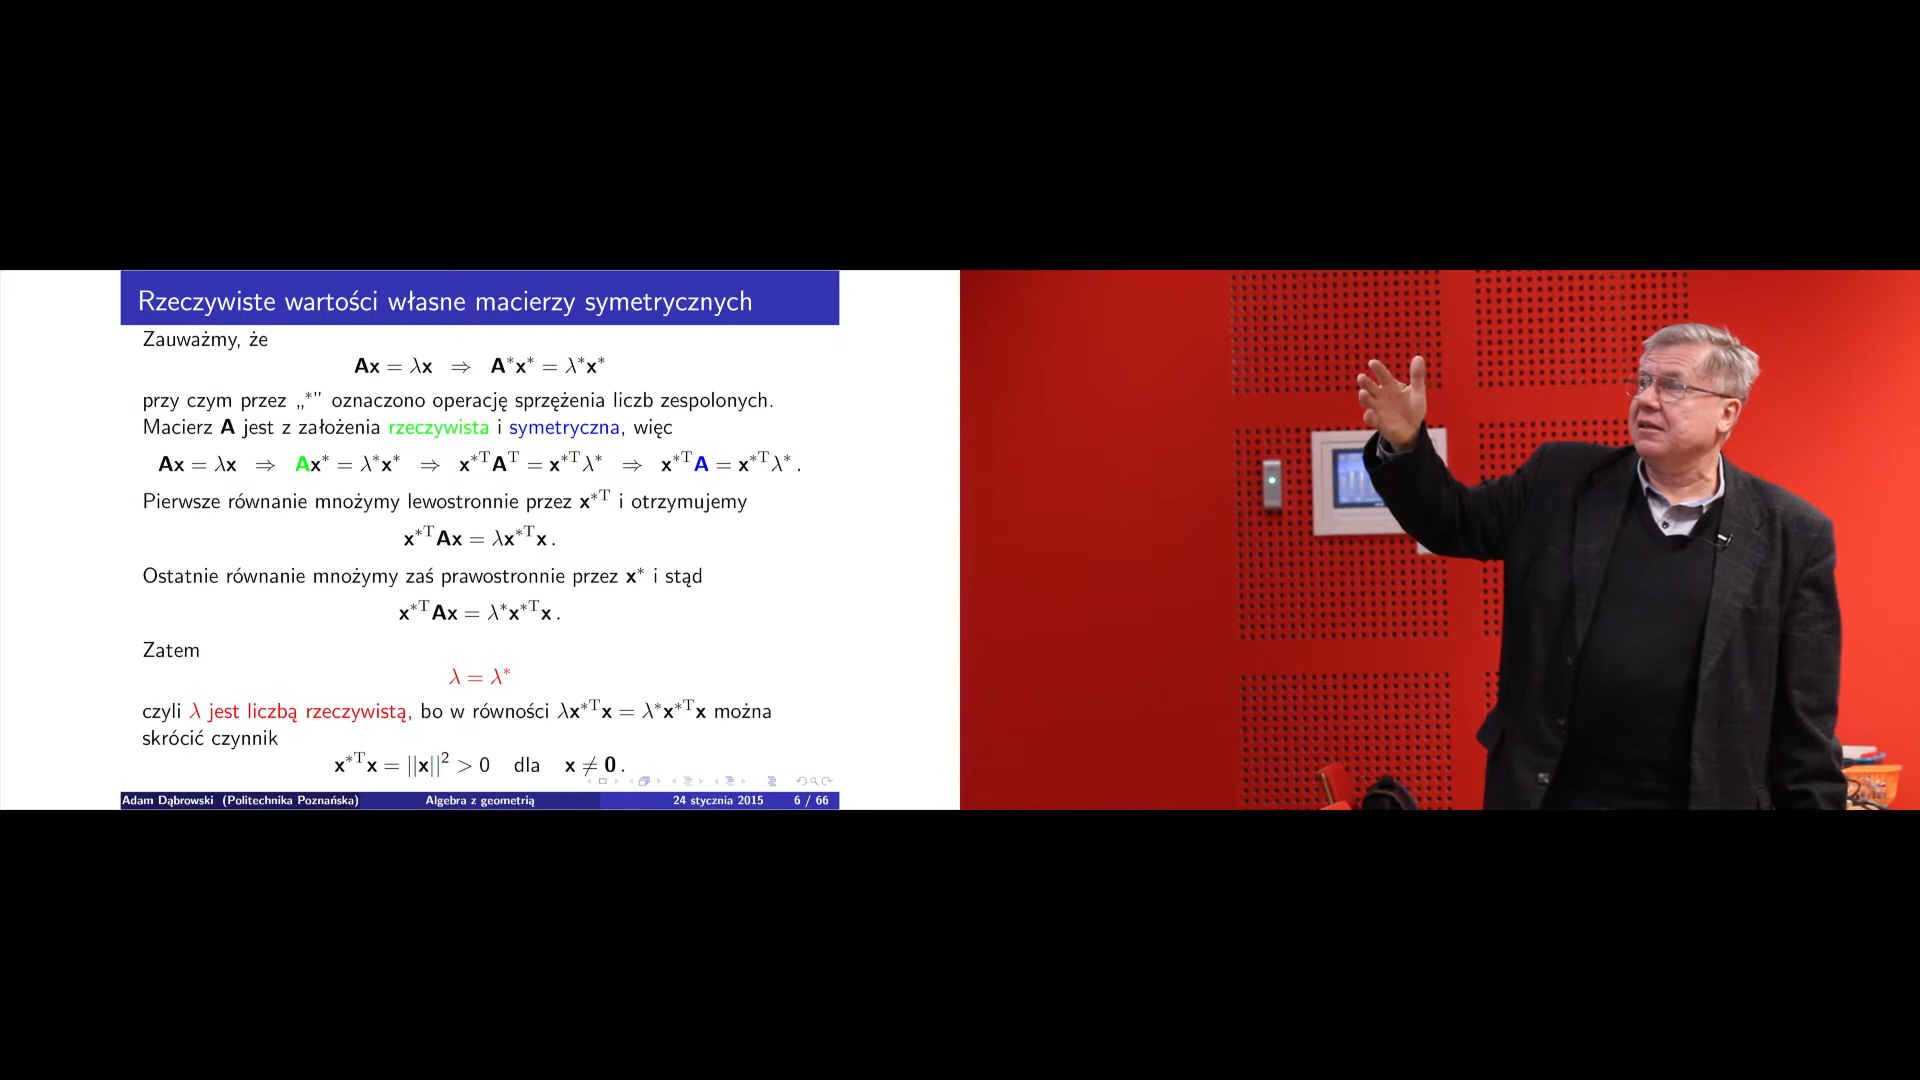 Rzeczywiste wartości własne macierzy symetrycznych
Zauważmy, że
Ax = λx ⇒ A*x* = λ*x*
przy czym przez „*” oznaczono operację sprzężenia liczb zespolonych.
Macierz A jest z założenia rzeczywista i symetryczna, więc
Ax = λx ⇒ Ax* = λ*x* ⇒ x*ᵀAᵀ = x*ᵀλ* ⇒ x*ᵀA = x*ᵀλ* .
Pierwsze równanie mnożymy lewostronnie przez x*ᵀ i otrzymujemy
x*ᵀAx = λx*ᵀx .
Ostatnie równanie mnożymy zaś prawostronnie przez x* i stąd
x*ᵀAx = λ*x*ᵀx .
Zatem
λ = λ*
czyli λ jest liczbą rzeczywistą, bo w równości λx*ᵀx = λ*x*ᵀx można
skrócić czynnik
x*ᵀx = ||x||² > 0 dla x ≠ 0 .
Adam Dąbrowski (Politechnika Poznańska) Algebra z geometrią 24 stycznia 2015 6 / 66